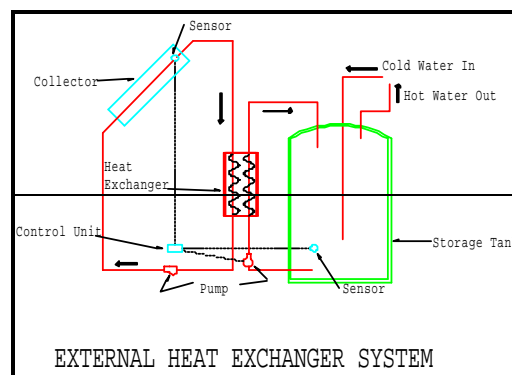 Sensor
Collector
Cold Water In
Hot Water Out
Heat
Exchanger
Control Unit
Storage Tan
Pump
Sensor
EXTERNAL HEAT EXCHANGER SYSTEM